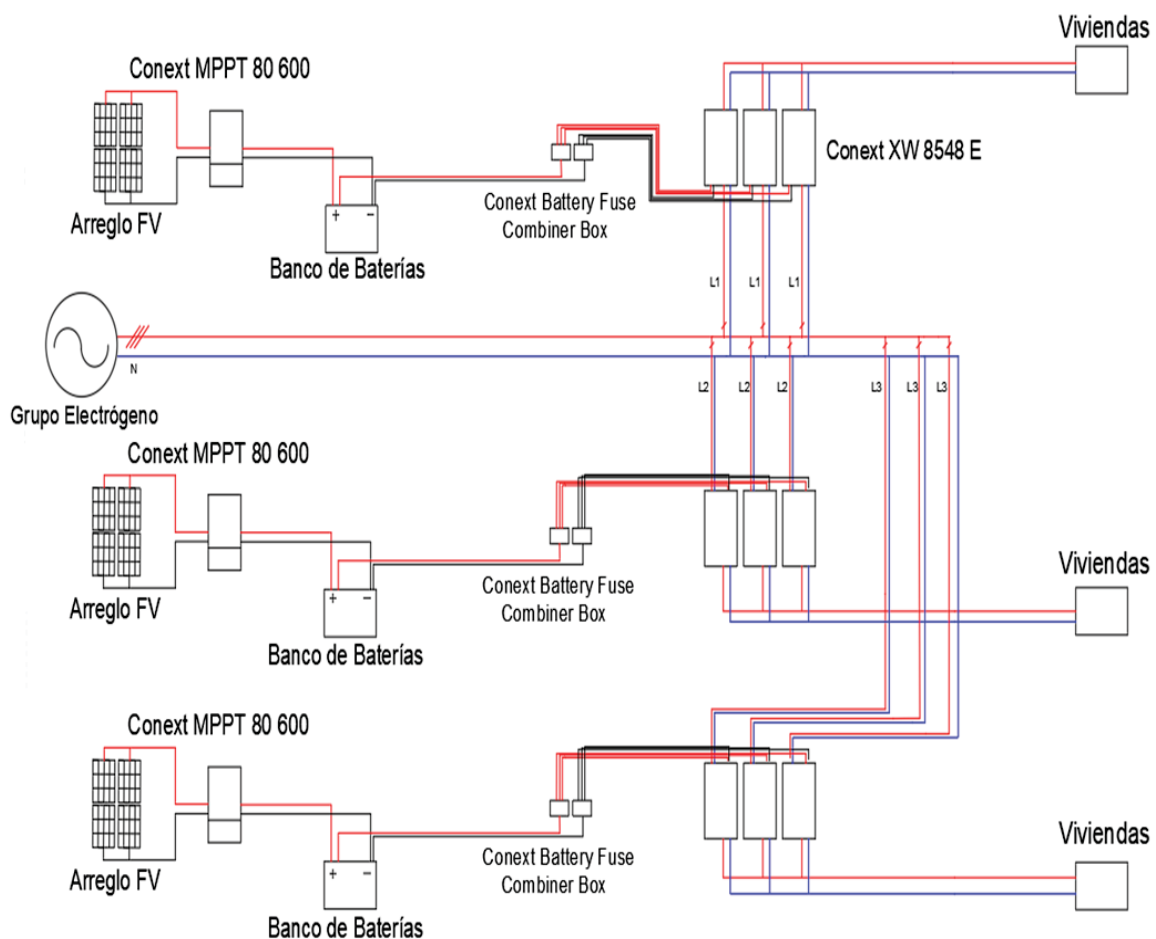 Viviendas
Conext MPPT 80 600
Conext XW 8548 E
Conext Battery Fuse
Combiner Box
Arreglo FV
+ −
Banco de Baterías
L1 L1 L1
N
L2 L2 L2 L3 L3 L3
Grupo Electrógeno
Conext MPPT 80 600
Viviendas
Conext Battery Fuse
Combiner Box
Arreglo FV
+ −
Banco de Baterías
Conext MPPT 80 600
Viviendas
Conext Battery Fuse
Combiner Box
Arreglo FV
+ −
Banco de Baterías